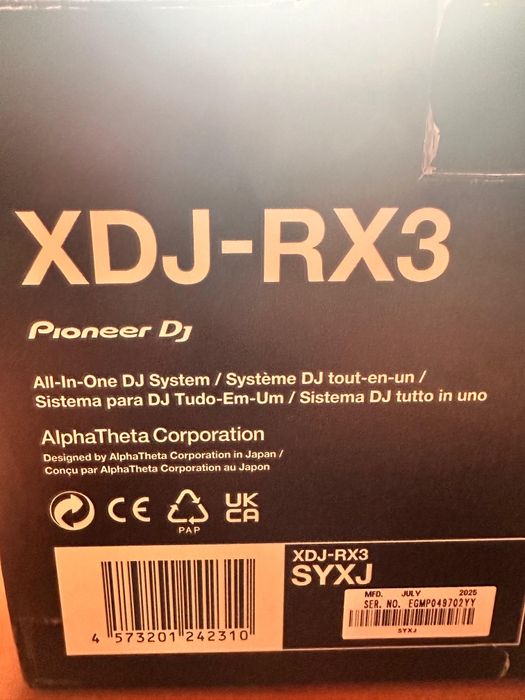 XDJ-RX3
Pioneer Dj
All-In-One DJ System / Système DJ tout-en-un /
Sistema para DJ Tudo-Em-Um / Sistema DJ tutto in uno
AlphaTheta Corporation
Designed by AlphaTheta Corporation in Japan /
Conçu par AlphaTheta Corporation au Japon
CE
UK
CA
PAP
XDJ-RX3
SYXJ
MFD. JULY 2025
SER. NO. EGMP049702YY
SYXJ
4 573201 242310